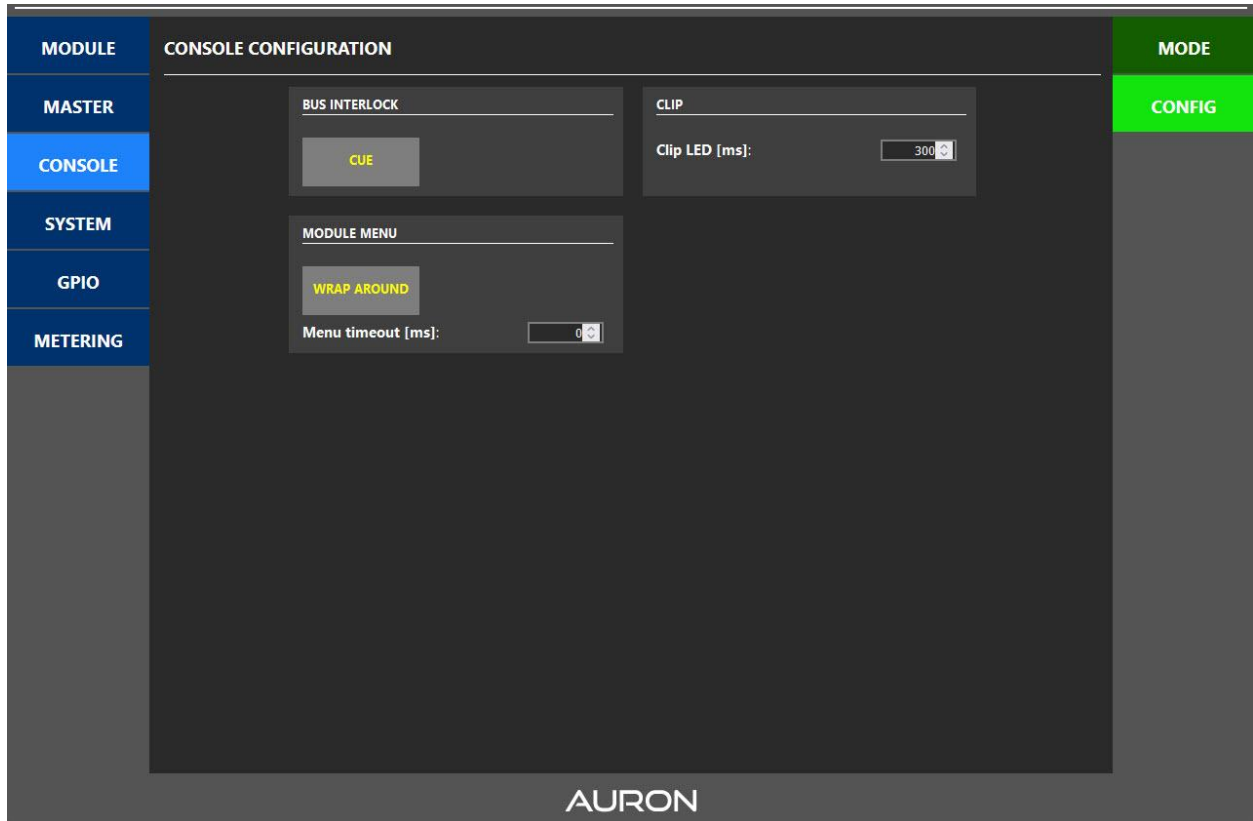 MODULE
MASTER
CONSOLE
SYSTEM
GPIO
METERING
CONSOLE CONFIGURATION
BUS INTERLOCK
CUE
CLIP
Clip LED [ms]: 300
MODULE MENU
WRAP AROUND
Menu timeout [ms]: 0
MODE
CONFIG
AURON